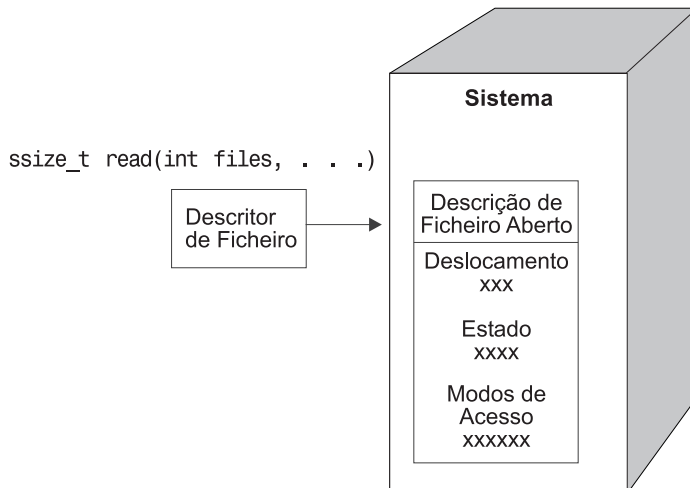 Sistema
ssize_t read(int files, . . .)
Descritor
de Ficheiro
Descrição de
Ficheiro Aberto
Deslocamento
xxx
Estado
xxxx
Modos de
Acesso
xxxxxx